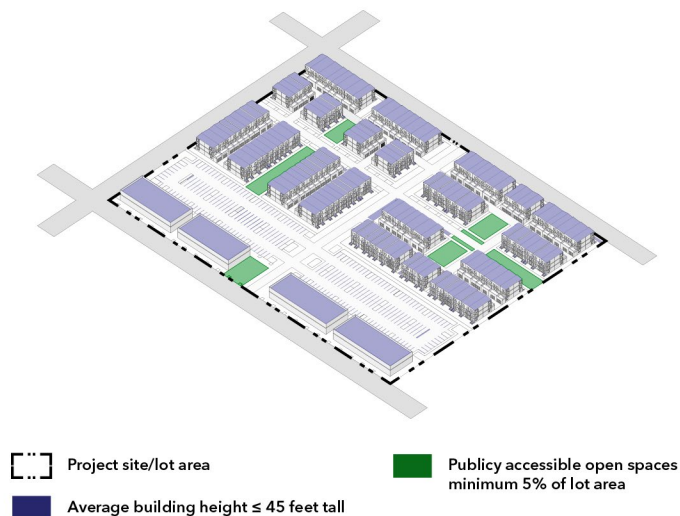 Project site/lot area
Average building height ≤ 45 feet tall
Publicy accessible open spaces
minimum 5% of lot area